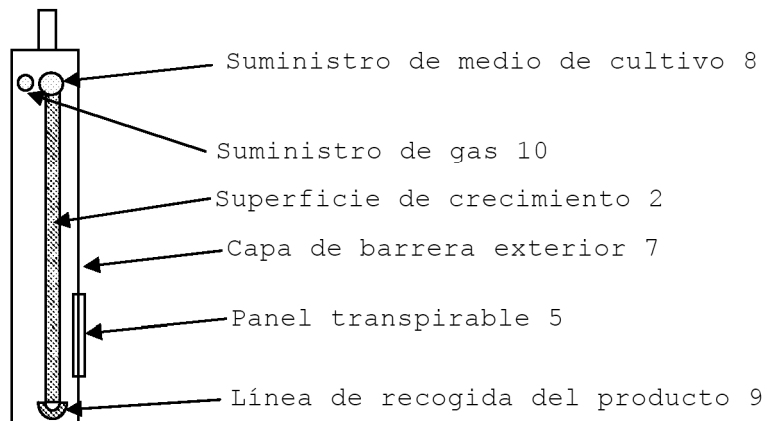 Suministro de medio de cultivo 8
Suministro de gas 10
Superficie de crecimiento 2
Capa de barrera exterior 7
Panel transpirable 5
Línea de recogida del producto 9